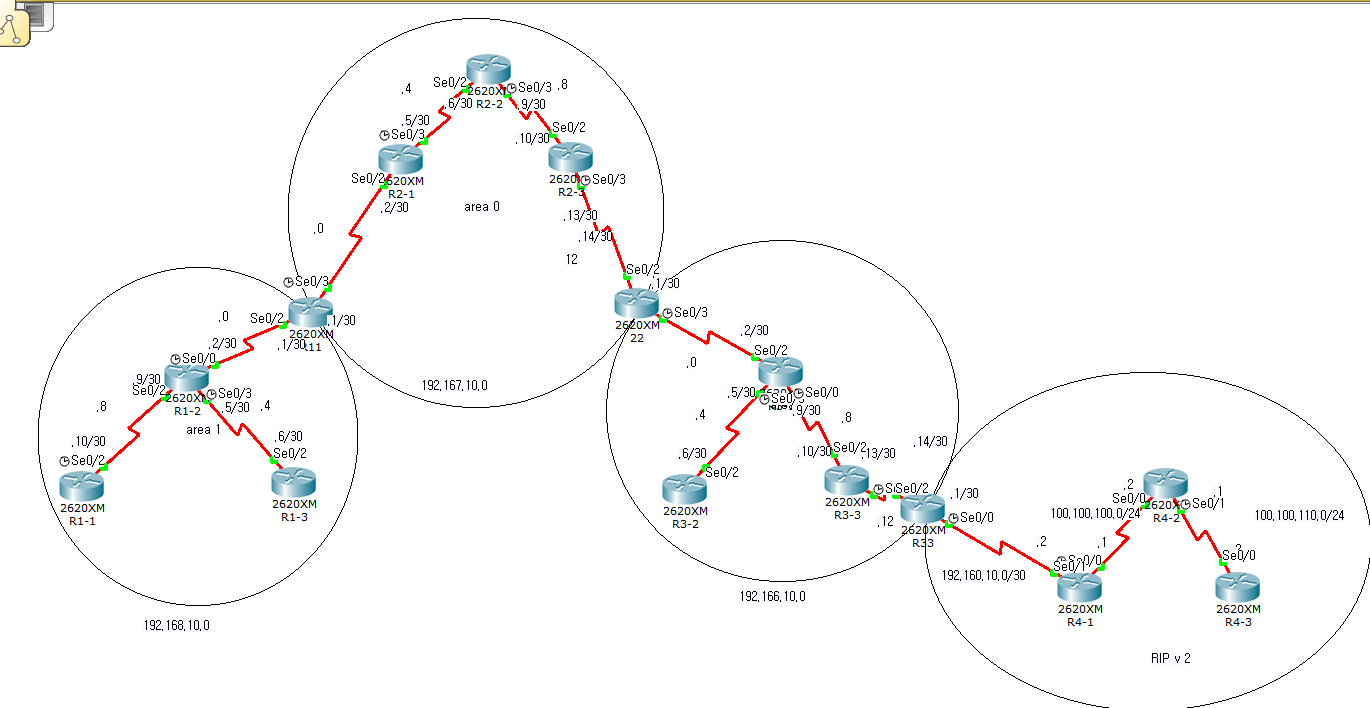 Se0/2
.4
Se0/3
.8
2620XM
R2-2
.6/30
.9/30
.5/30
Se0/3
Se0/2
.10/30
Se0/2
2620XM
R2-1
R2-3
Se0/3
.2/30
area 0
.13/30
.0
.14/30
12
Se0/2
Se0/3
.1/30
.0
Se0/2
.1/30
Se0/3
2620XM
2620XM
22
.2/30
.1/30
.2/30
Se0/0
Se0/2
.0
192,167,10,0
.9/30
Se0/2
Se0/3
.5/30
Se0/0
R1-2
.5/30
.4
.9/30
.8
.4
.8
area 1
.10/30
.6/30
Se0/2
Se0/2
.6/30
Se0/2
.10/30
Se0/2
.13/30
.14/30
2620XM
R1-1
2620XM
R1-3
2620XM
R3-2
2620XM
R3-3
Se0/2
.12
.1/30
Se0/0
2620XM
R33
.2
Se0/0
.1
Se0/1
100,100,100,0/24
R4-2
100,100,110,0/24
.2
.1
Se0/1
.2
Se0/0
192,160,10,0/30
2620XM
R4-1
2620XM
R4-3
192,166,10,0
192,168,10,0
RIP v 2